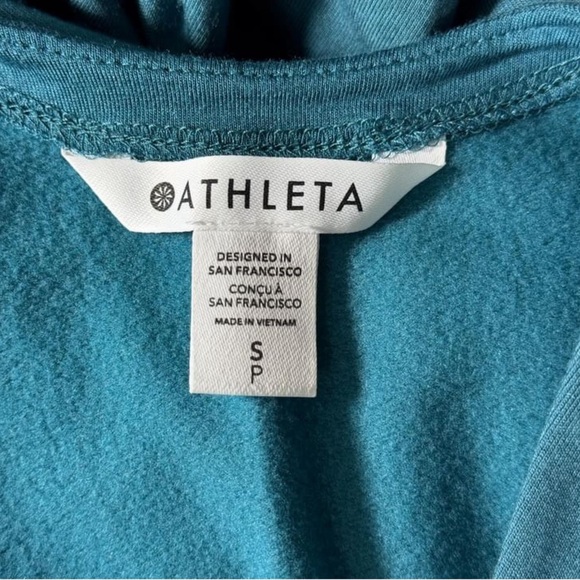 ATHLETA
DESIGNED IN
SAN FRANCISCO
CONÇU À
SAN FRANCISCO
MADE IN VIETNAM
S
P